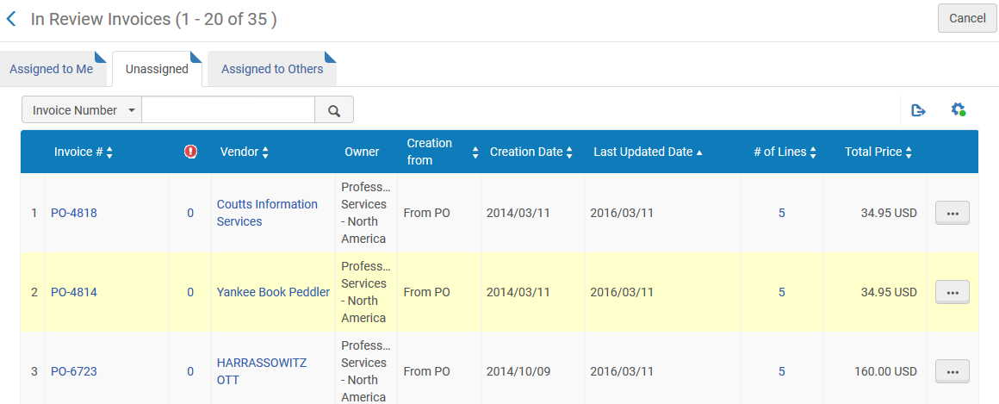 In Review Invoices (1 - 20 of 35 )
Cancel
Assigned to Me
Unassigned
Assigned to Others
Invoice Number
Invoice #
Vendor
Owner
Creation from
Creation Date
Last Updated Date
# of Lines
Total Price
1
PO-4818
0
Coutts Information
Services
Profess...
Services
- North
America
From PO
2014/03/11
2016/03/11
5
34.95 USD
...
2
PO-4814
0
Yankee Book Peddler
Profess...
Services
- North
America
From PO
2014/03/11
2016/03/11
5
34.95 USD
...
3
PO-6723
0
HARRASSOWITZ
OTT
Profess...
Services
- North
America
From PO
2014/10/09
2016/03/11
5
160.00 USD
...